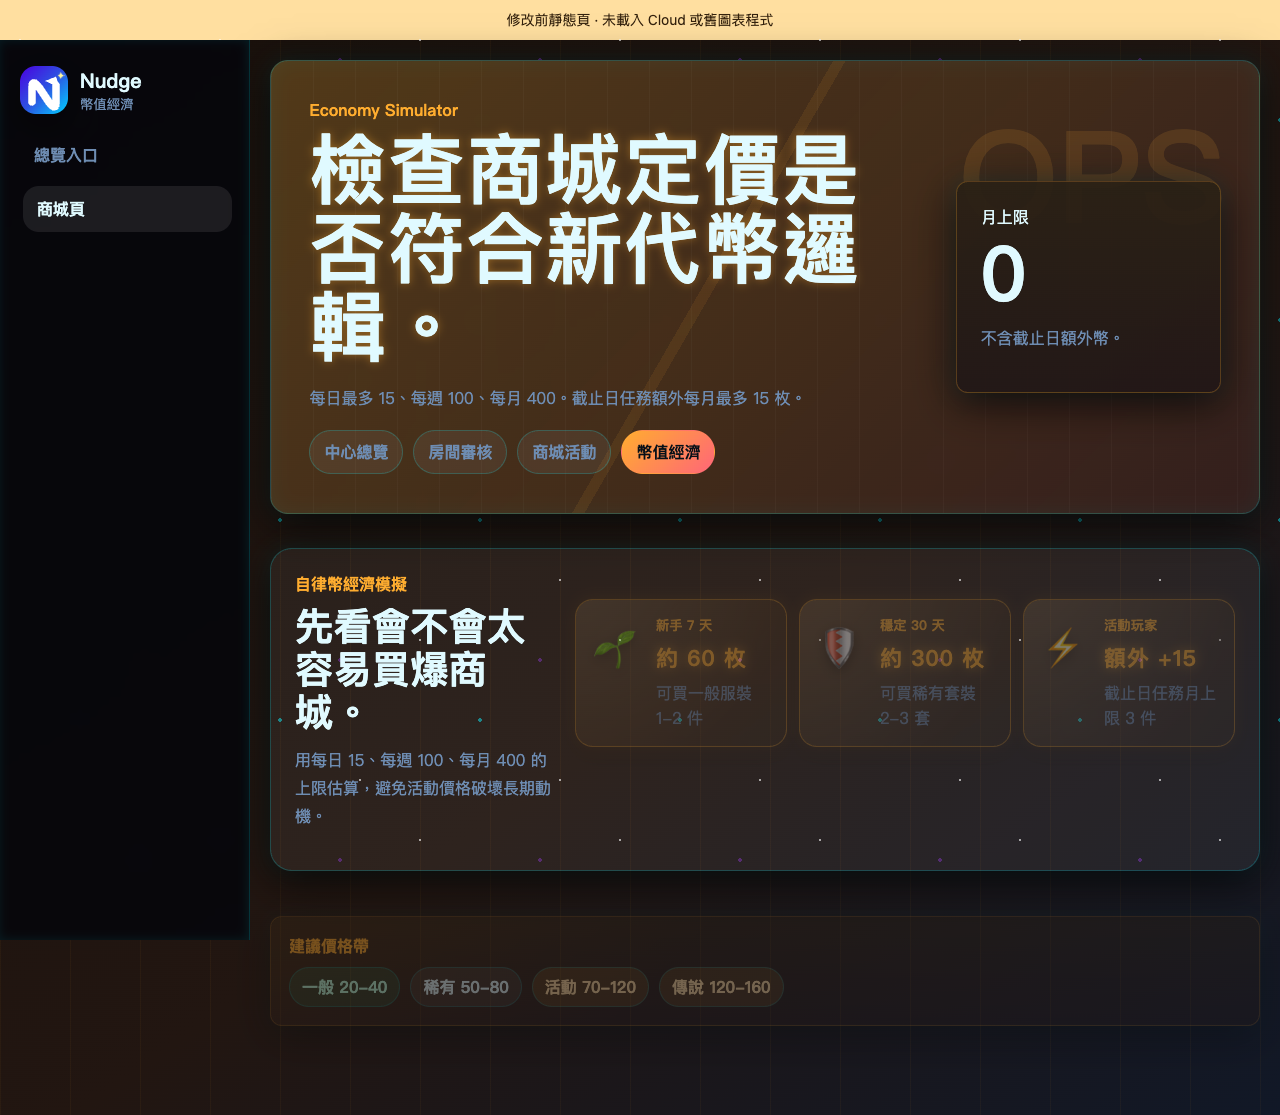 修改前靜態頁 · 未載入 Cloud 或舊圖表程式
Nudge
幣值經濟
總覽入口
商城頁
Economy Simulator
檢查商城定價是
否符合新代幣邏
輯。
每日最多 15、每週 100、每月 400。截止日任務額外每月最多 15 枚。
中心總覽
房間審核
商城活動
幣值經濟
OPS
月上限
0
不含截止日額外幣。
自律幣經濟模擬
先看會不會太
容易買爆商
城。
用每日 15、每週 100、每月 400 的
上限估算，避免活動價格破壞長期動
機。
新手 7 天
約 60 枚
可買一般服裝
1–2 件
穩定 30 天
約 300 枚
可買稀有套裝
2–3 套
活動玩家
額外 +15
截止日任務月上
限 3 件
建議價格帶
一般 20–40
稀有 50–80
活動 70–120
傳說 120–160